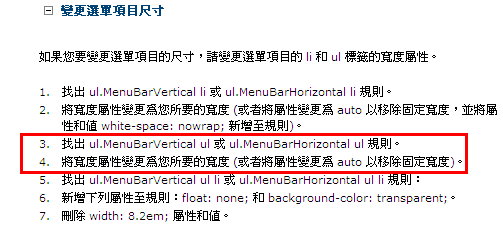 變更選單項目尺寸
如果您要變更選單項目的尺寸，請變更選單項目的 li 和 ul 標籤的寬度屬性。
1. 找出 ul.MenuBarVertical li 或 ul.MenuBarHorizontal li 規則。
2. 將寬度屬性變更爲您所要的寬度 (或者將屬性變更爲 auto 以移除固定寬度，並將屬
性和值 white-space: nowrap; 新增至規則)。
3. 找出 ul.MenuBarVertical ul 或 ul.MenuBarHorizontal ul 規則。
4. 將寬度屬性變更爲您所要的寬度 (或者將屬性變更爲 auto 以移除固定寬度)。
5. 找出 ul.MenuBarVertical ul li 或 ul.MenuBarHorizontal ul li 規則：
6. 新增下列屬性至規則：float: none; 和 background-color: transparent;。
7. 刪除 width: 8.2em; 屬性和值。